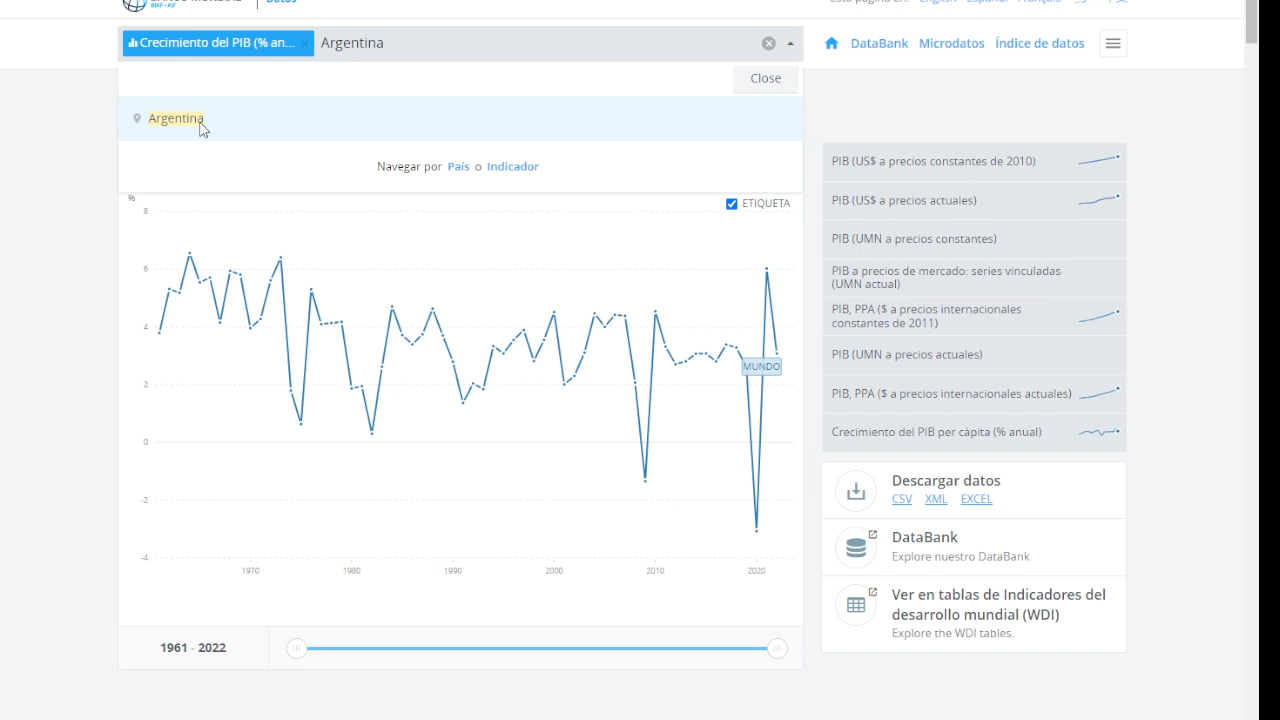 BANCO MUNDIAL
BIRF • AIF
Datos
Esta página en:
English
Español
Français
Crecimiento del PIB (% an... ×
Argentina
DataBank
Microdatos
Índice de datos
Close
Argentina
Navegar por País o Indicador
%
ETIQUETA
8
6
4
2
0
-2
-4
MUNDO
1970
1980
1990
2000
2010
2020
1961 - 2022
PIB (US$ a precios constantes de 2010)
PIB (US$ a precios actuales)
PIB (UMN a precios constantes)
PIB a precios de mercado: series vinculadas
(UMN actual)
PIB, PPA ($ a precios internacionales
constantes de 2011)
PIB (UMN a precios actuales)
PIB, PPA ($ a precios internacionales actuales)
Crecimiento del PIB per cápita (% anual)
Descargar datos
CSV
XML
EXCEL
DataBank
Explore nuestro DataBank
Ver en tablas de Indicadores del
desarrollo mundial (WDI)
Explore the WDI tables.